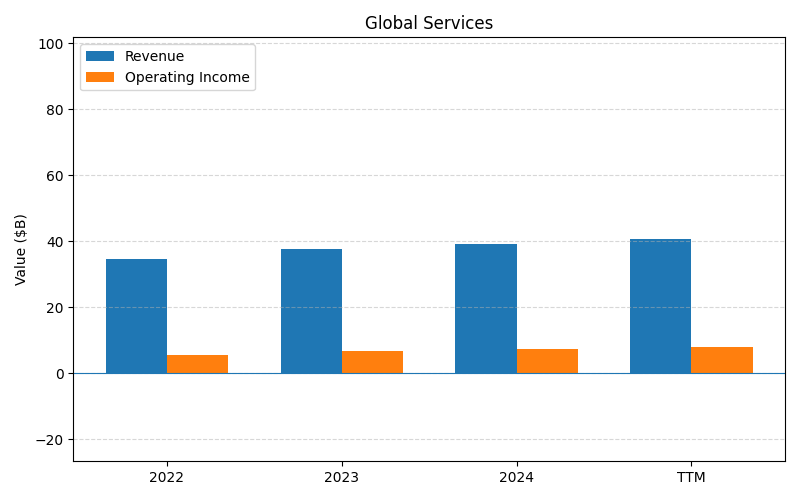 Global Services
Revenue
Operating Income
Value ($B)
100
80
60
40
20
0
−20
2022
2023
2024
TTM